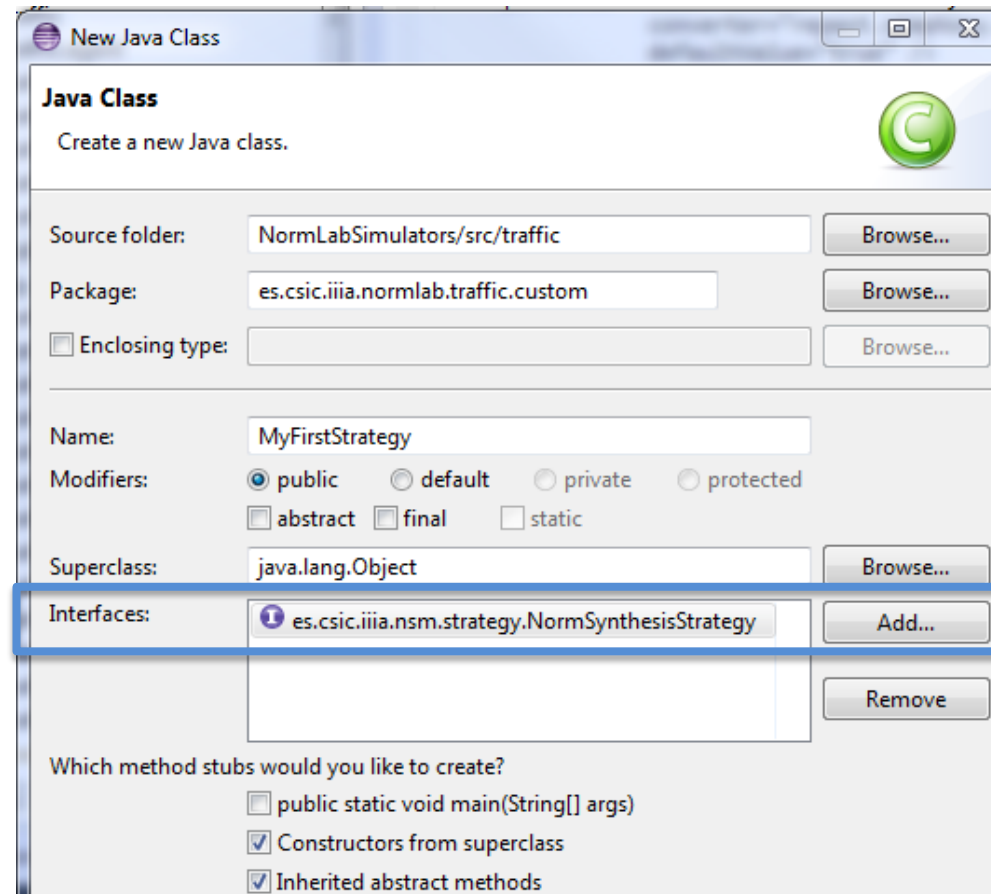 New Java Class
Java Class
Create a new Java class.
Source folder: NormLabSimulators/src/traffic Browse...
Package: es.csic.iiia.normlab.traffic.custom Browse...
Enclosing type: Browse...
Name: MyFirstStrategy
Modifiers: public default private protected
abstract final static
Superclass: java.lang.Object Browse...
Interfaces: es.csic.iiia.nsm.strategy.NormSynthesisStrategy Add...
Remove
Which method stubs would you like to create?
public static void main(String[] args)
Constructors from superclass
Inherited abstract methods